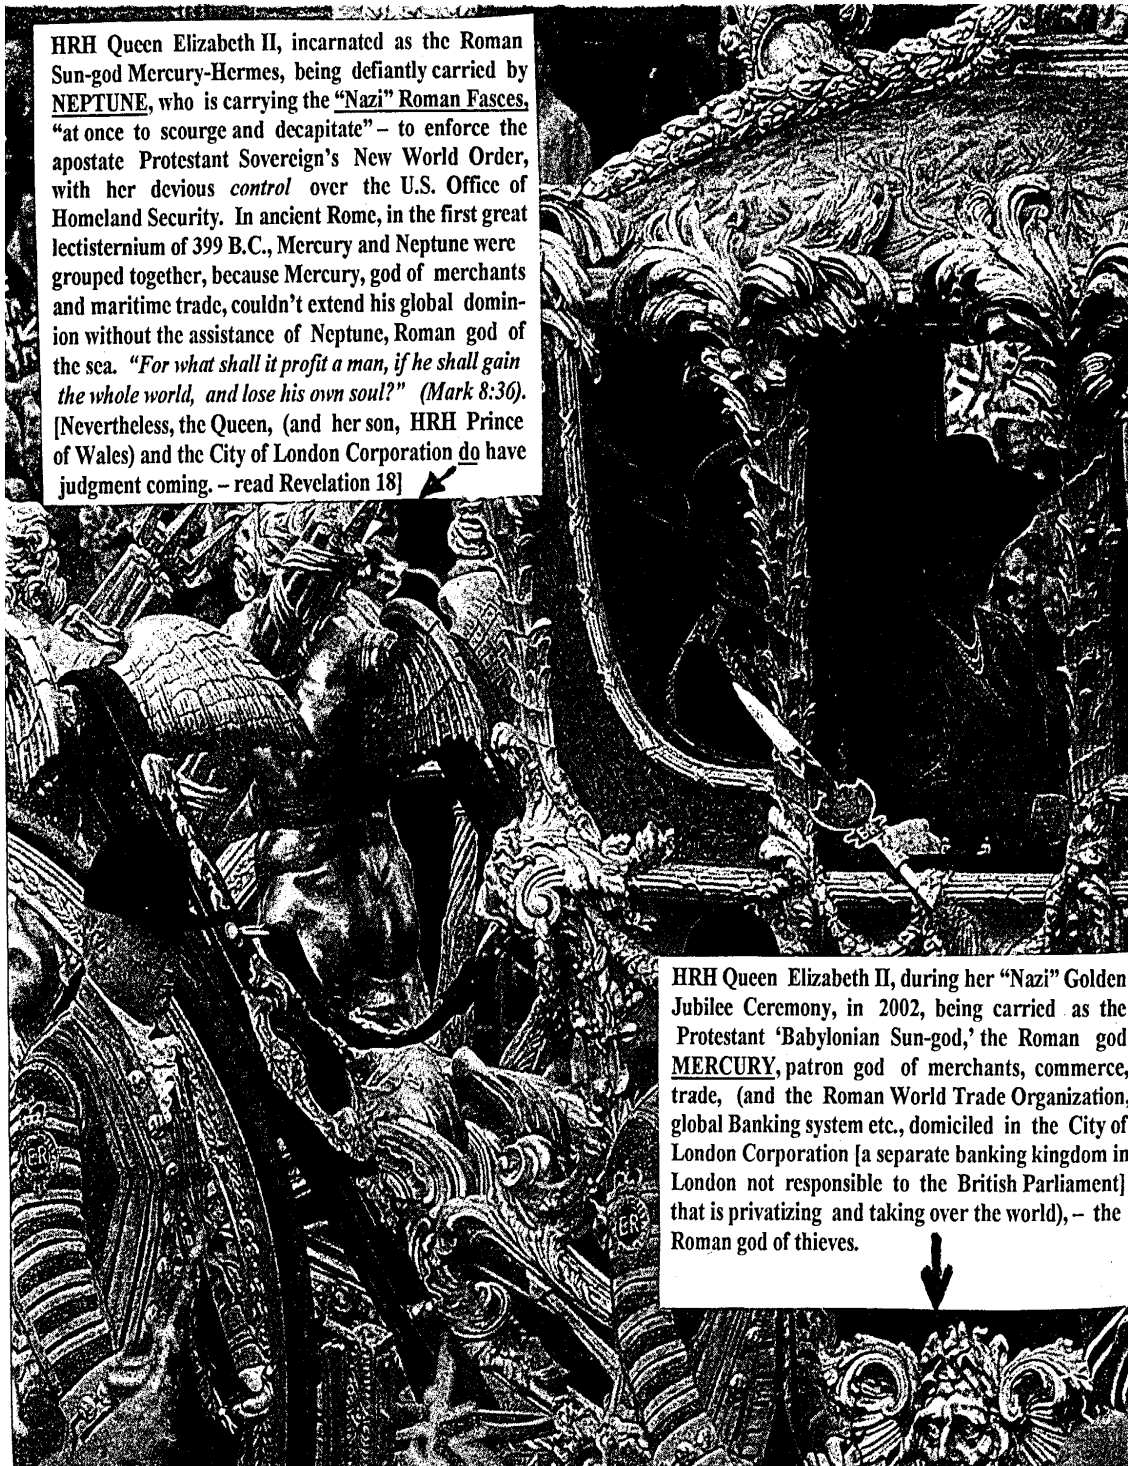 HRH Queen Elizabeth II, incarnated as the Roman
Sun-god Mercury-Hermes, being defiantly carried by
NEPTUNE, who is carrying the “Nazi” Roman Fasces,
“at once to scourge and decapitate” – to enforce the
apostate Protestant Sovereign's New World Order,
with her devious control over the U.S. Office of
Homeland Security. In ancient Rome, in the first great
lectisternium of 399 B.C., Mercury and Neptune were
grouped together, because Mercury, god of merchants
and maritime trade, couldn't extend his global domin-
ion without the assistance of Neptune, Roman god of
the sea. “For what shall it profit a man, if he shall gain
the whole world, and lose his own soul?” (Mark 8:36).
[Nevertheless, the Queen, (and her son, HRH Prince
of Wales) and the City of London Corporation do have
judgment coming. – read Revelation 18]
ER
HRH Queen Elizabeth II, during her “Nazi” Golden
Jubilee Ceremony, in 2002, being carried as the
Protestant ‘Babylonian Sun-god,’ the Roman god
MERCURY, patron god of merchants, commerce,
trade, (and the Roman World Trade Organization,
global Banking system etc., domiciled in the City of
London Corporation [a separate banking kingdom in
London not responsible to the British Parliament]
that is privatizing and taking over the world), – the
Roman god of thieves.
ER
ER